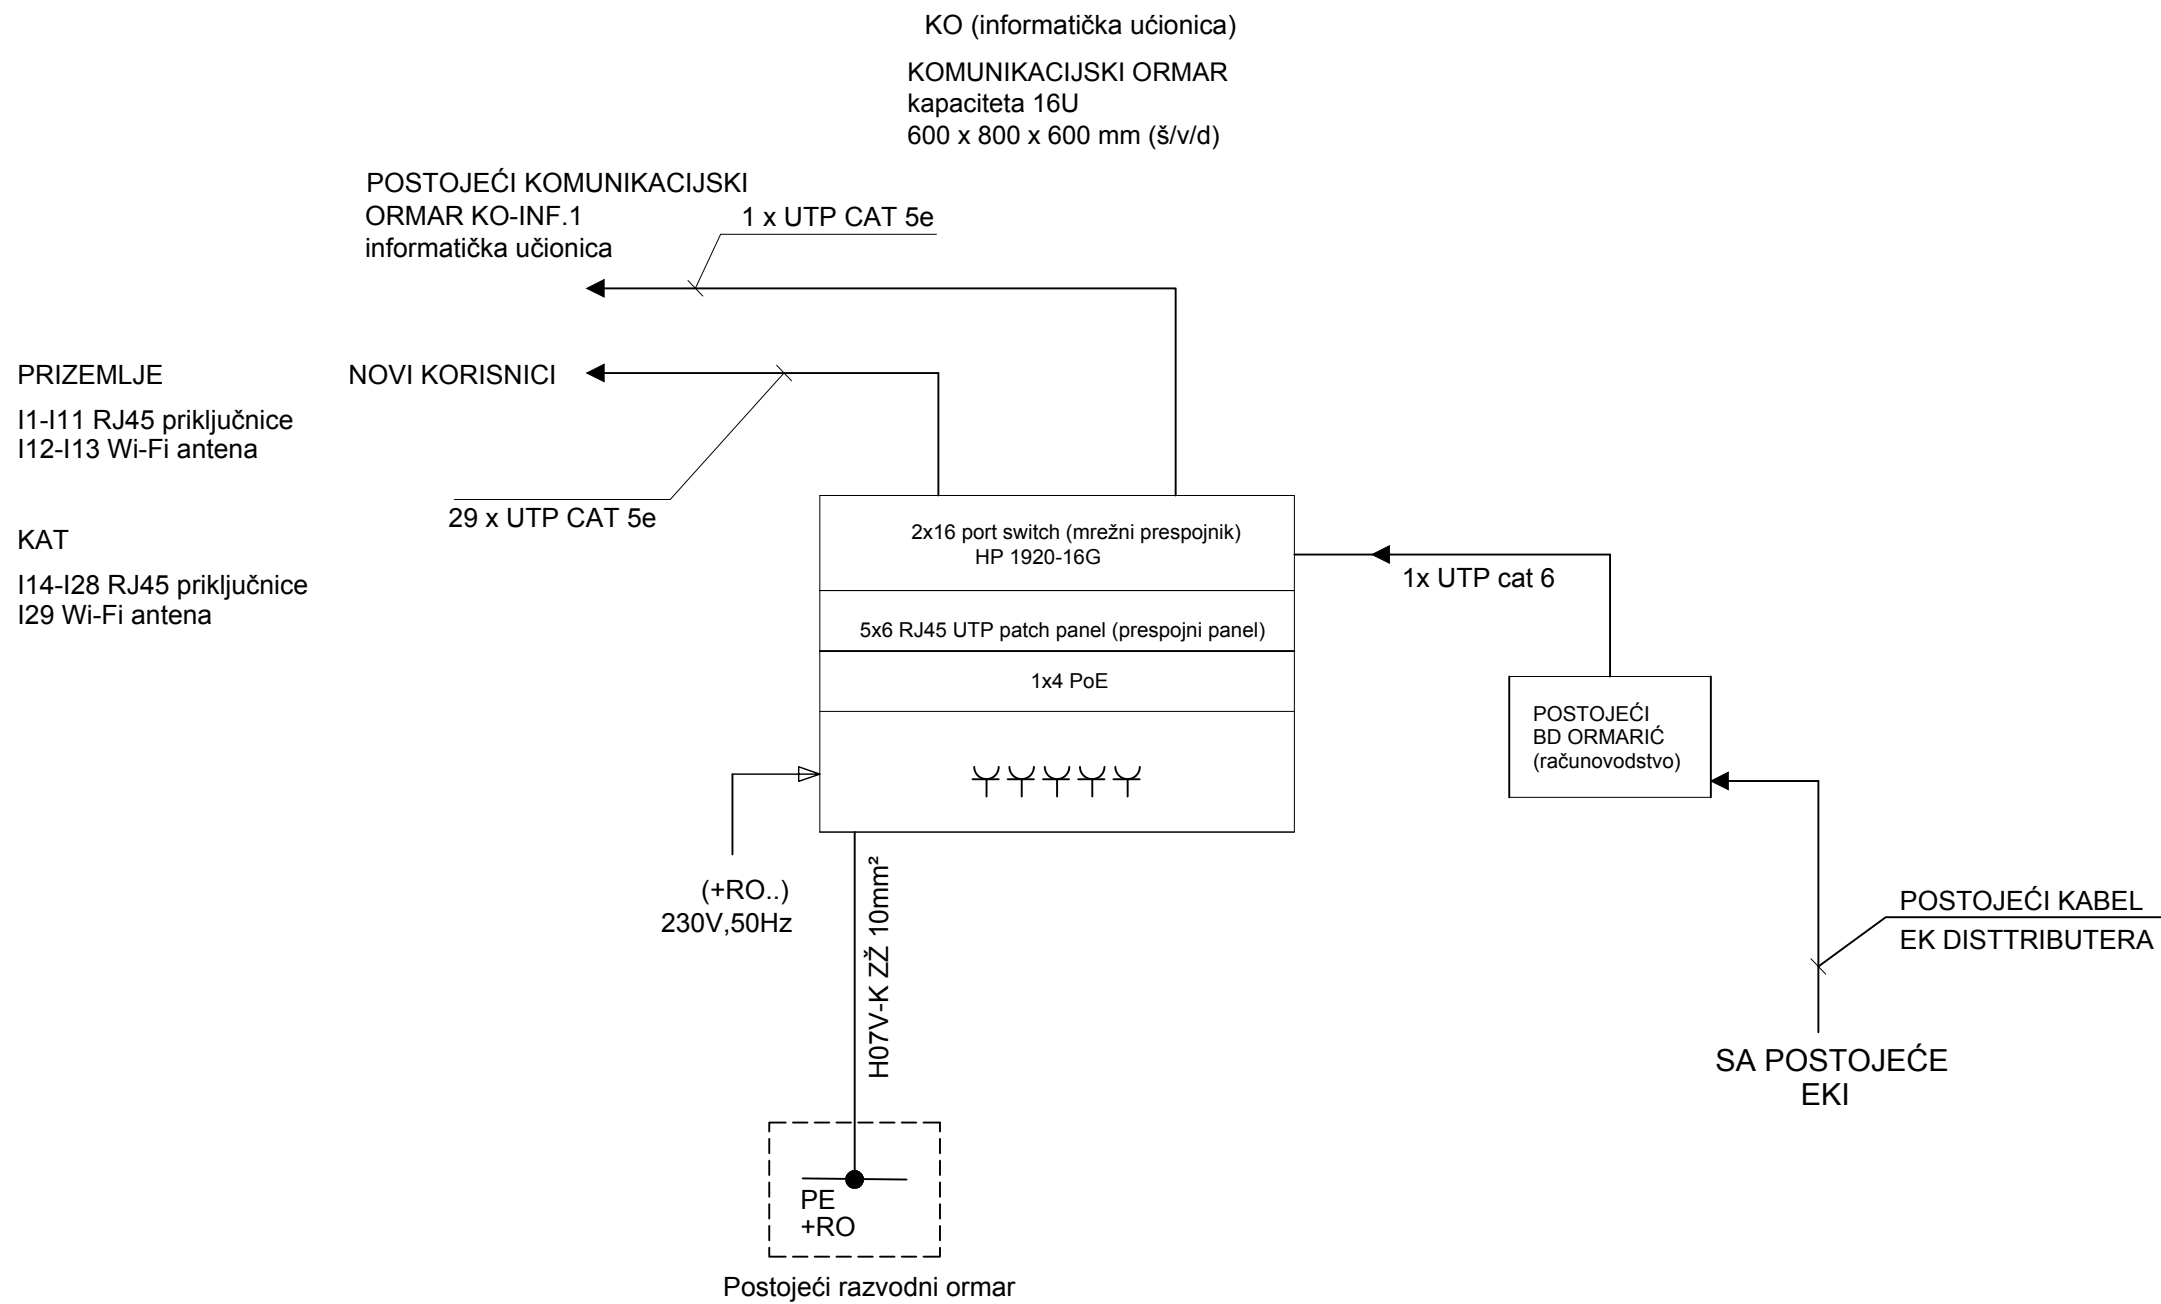 KO (informatička ućionica)
KOMUNIKACIJSKI ORMAR
kapaciteta 16U
600 x 800 x 600 mm (š/v/d)
POSTOJEĆI KOMUNIKACIJSKI
ORMAR KO-INF.1
informatička učionica
1 x UTP CAT 5e
PRIZEMLJE
I1-I11 RJ45 priključnice
I12-I13 Wi-Fi antena
NOVI KORISNICI
29 x UTP CAT 5e
KAT
I14-I28 RJ45 priključnice
I29 Wi-Fi antena
2x16 port switch (mrežni prespojnik)
HP 1920-16G
5x6 RJ45 UTP patch panel (prespojni panel)
1x4 PoE
1x UTP cat 6
POSTOJEĆI
BD ORMARIĆ
(računovodstvo)
(+RO..)
230V,50Hz
H07V-K ZŽ 10mm²
POSTOJEĆI KABEL
EK DISTTRIBUTERA
SA POSTOJEĆE
EKI
PE
+RO
Postojeći razvodni ormar